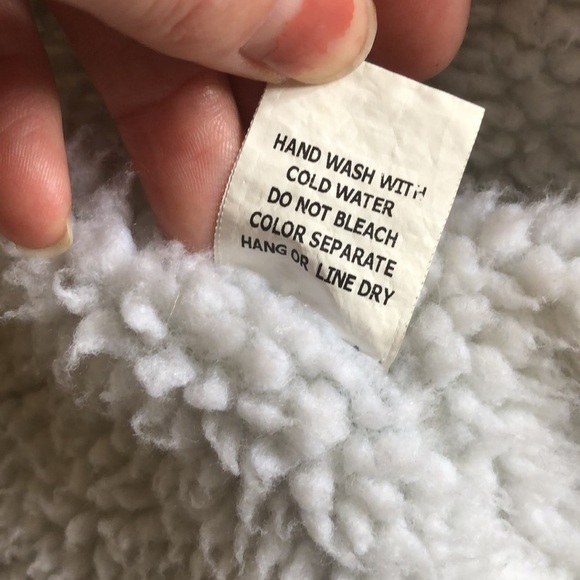 HAND WASH WITH
COLD WATER
DO NOT BLEACH
COLOR SEPARATE
HANG OR LINE DRY